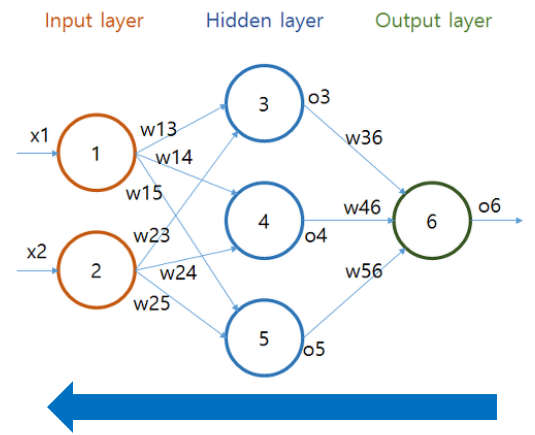 Input layer
Hidden layer
Output layer
x1
1
w13
w14
w15
x2
2
w23
w24
w25
3
o3
4
o4
5
o5
w36
w46
w56
6
o6